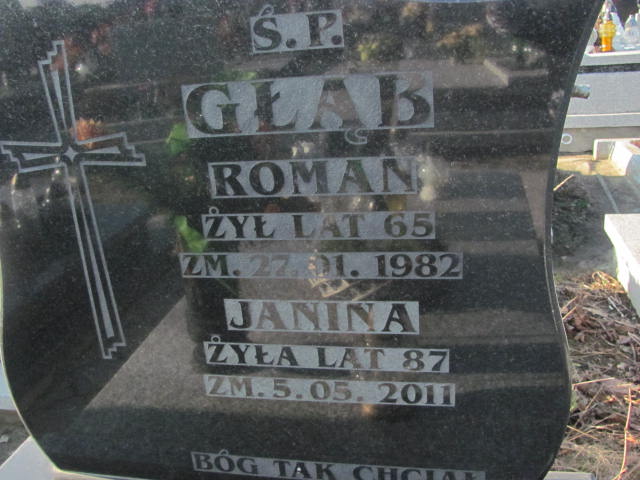 Ś. P.
GŁĄB
ROMAN
ŻYŁ LAT 65
ZM. 27. 01. 1982
JANINA
ŻYŁA LAT 87
ZM. 5. 05. 2011
BÓG TAK CHCIAŁ